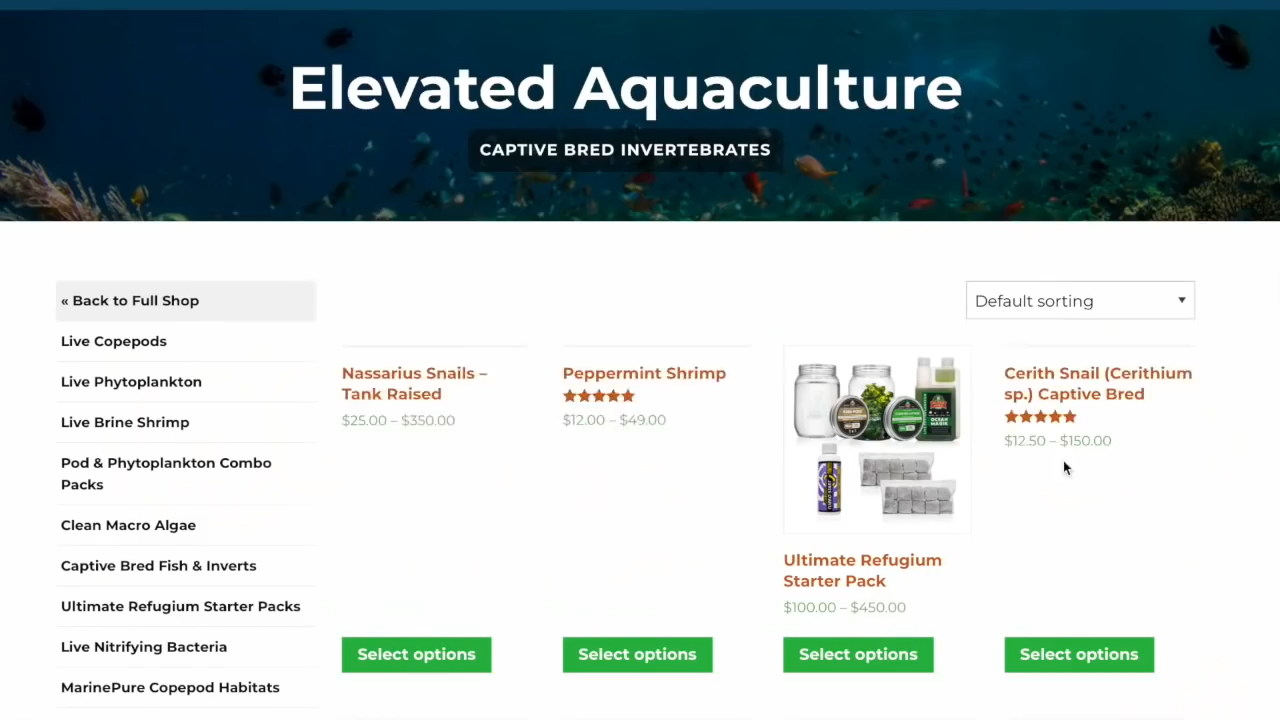 Elevated Aquaculture
CAPTIVE BRED INVERTEBRATES
« Back to Full Shop
Live Copepods
Live Phytoplankton
Live Brine Shrimp
Pod & Phytoplankton Combo
Packs
Clean Macro Algae
Captive Bred Fish & Inverts
Ultimate Refugium Starter Packs
Live Nitrifying Bacteria
MarinePure Copepod Habitats
Default sorting
Nassarius Snails –
Tank Raised
$25.00 – $350.00
Select options
Peppermint Shrimp
$12.00 – $49.00
Select options
Ultimate Refugium
Starter Pack
$100.00 – $450.00
Select options
Cerith Snail (Cerithium
sp.) Captive Bred
$12.50 – $150.00
Select options